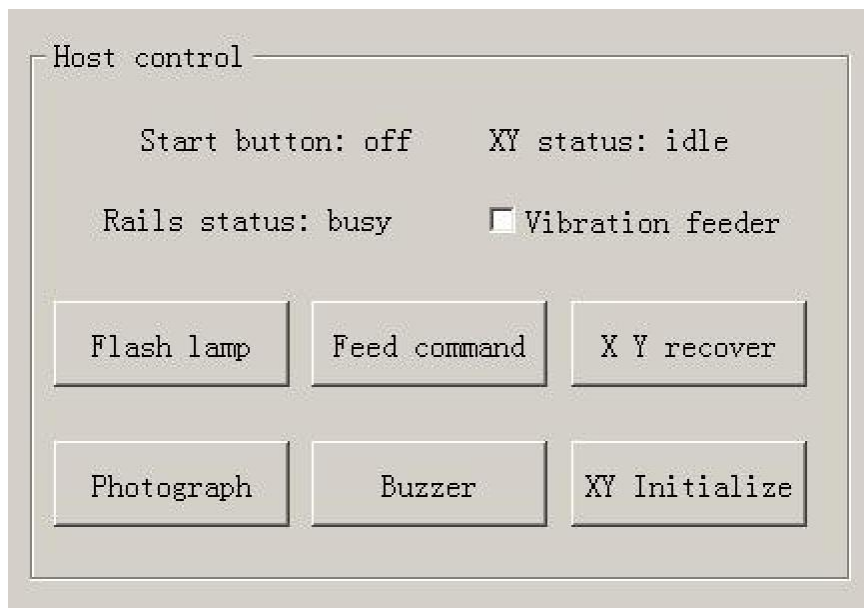 Host control
Start button: off XY status: idle
Rails status: busy Vibration feeder
Flash lamp Feed command X Y recover
Photograph Buzzer XY Initialize